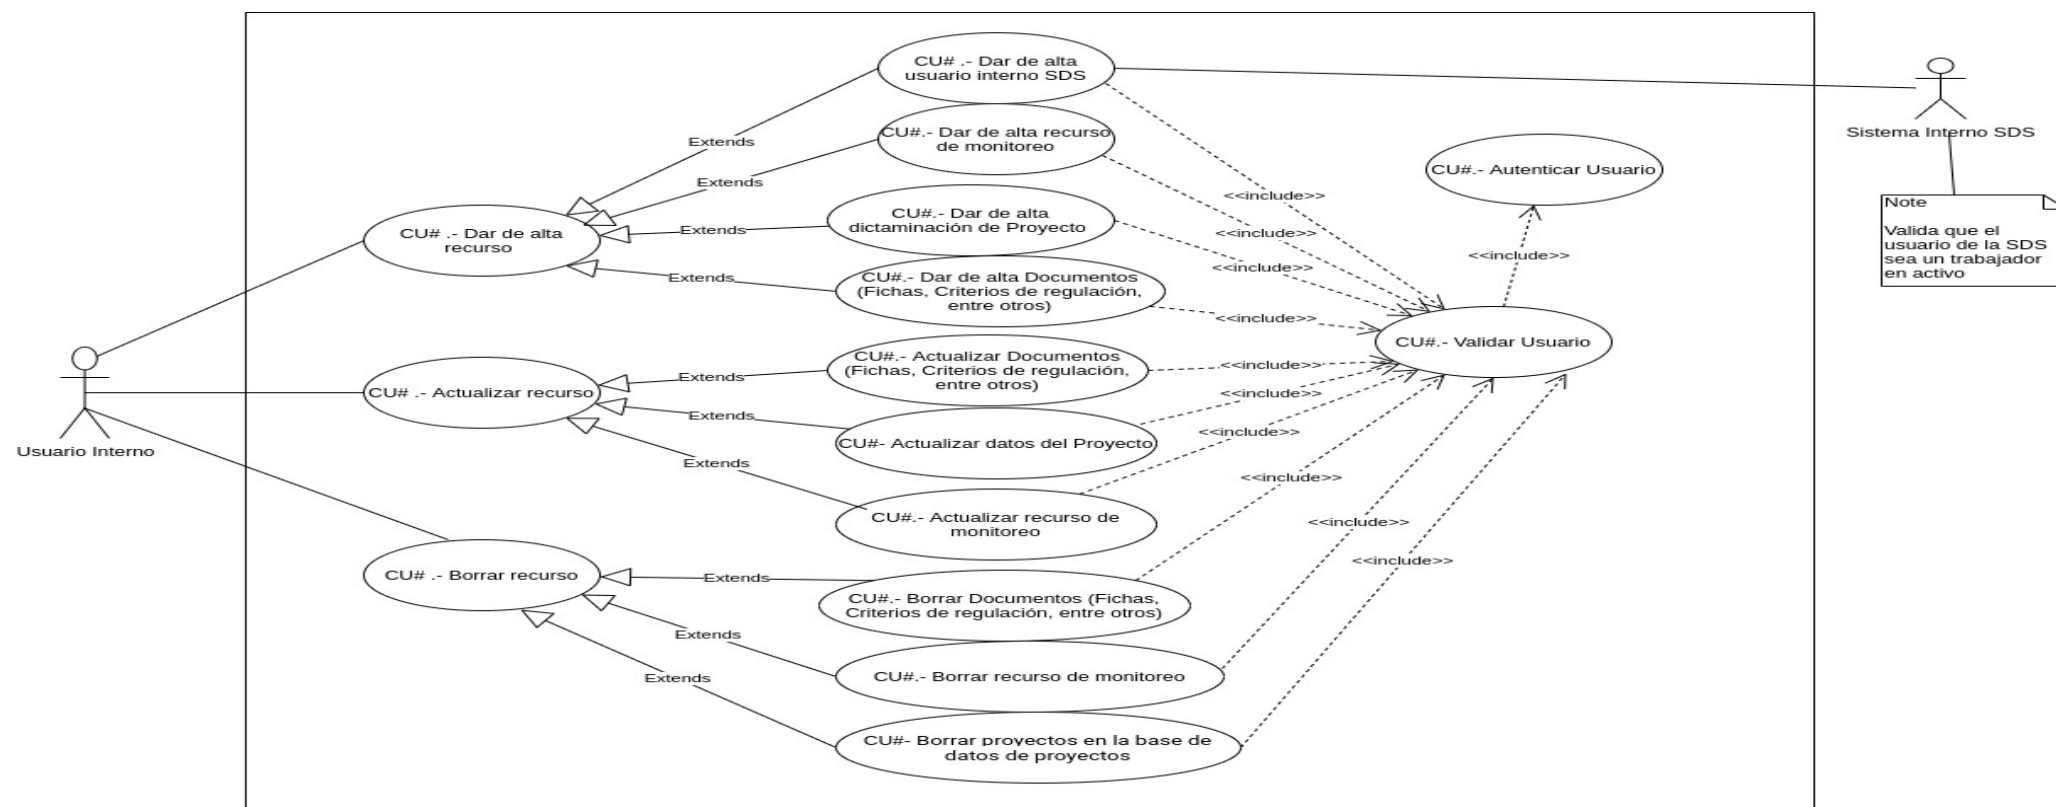 CU# .- Dar de alta
usuario interno SDS
Extends
CU#.- Dar de alta recurso
de monitoreo
Sistema Interno SDS
CU#.- Autenticar Usuario
Extends
<<include>>
Note
Valida que el
usuario de la SDS
sea un trabajador
en activo
CU#.- Dar de alta
dictaminación de Proyecto
Extends
<<include>>
CU# .- Dar de alta
recurso
<<include>>
<<include>>
Extends
CU#.- Dar de alta Documentos
(Fichas, Criterios de regulación,
entre otros)
<<include>>
CU#.- Validar Usuario
CU#.- Actualizar Documentos
(Fichas, Criterios de regulación,
entre otros)
<<include>>
Extends
CU# .- Actualizar recurso
<<include>>
Extends
<<include>>
CU#- Actualizar datos del Proyecto
Usuario Interno
Extends
<<include>>
CU#.- Actualizar recurso de
monitoreo
<<include>>
<<include>>
CU# .- Borrar recurso
Extends
CU#.- Borrar Documentos (Fichas,
Criterios de regulación, entre otros)
Extends
CU#.- Borrar recurso de monitoreo
Extends
CU#- Borrar proyectos en la base de
datos de proyectos